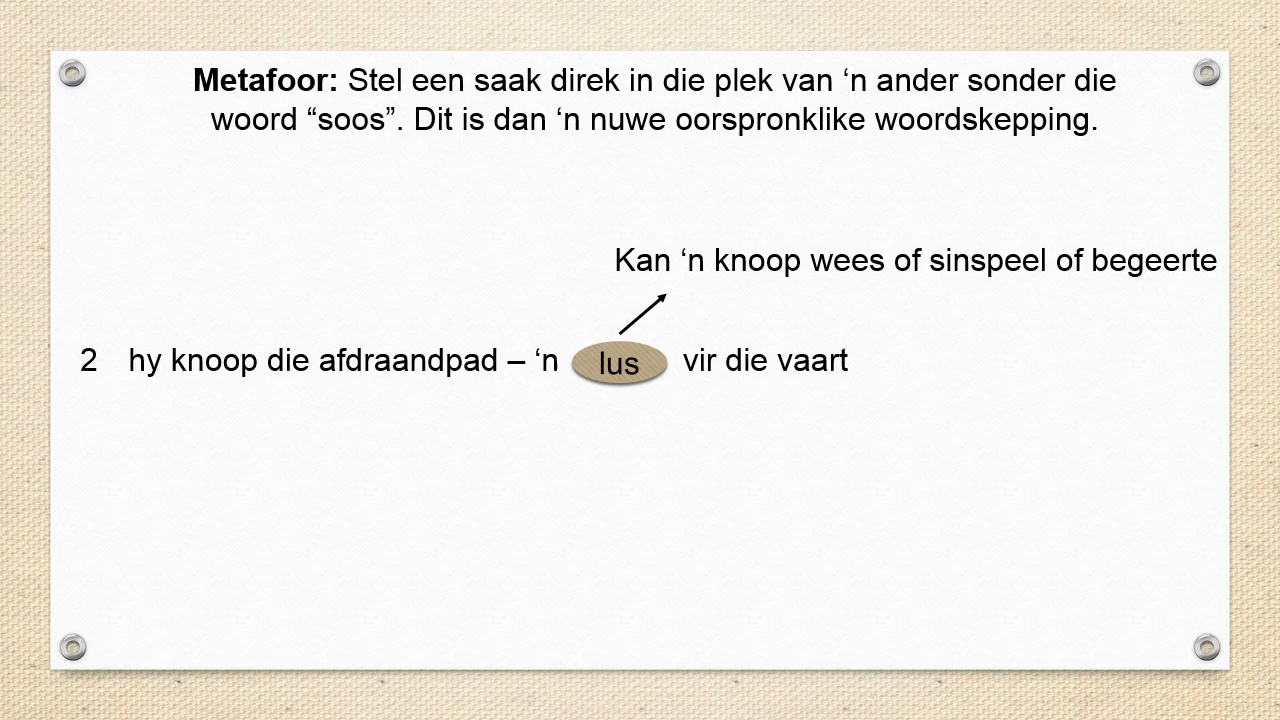 Metafoor: Stel een saak direk in die plek van ‘n ander sonder die
woord “soos”. Dit is dan ‘n nuwe oorspronklike woordskepping.
Kan ‘n knoop wees of sinspeel of begeerte
2 hy knoop die afdraandpad – ‘n lus vir die vaart